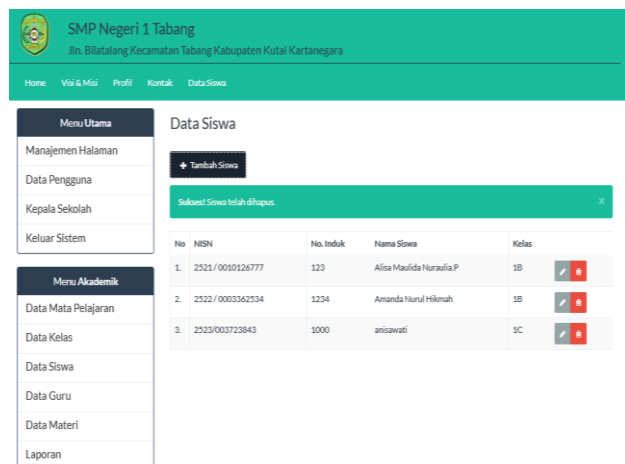 SMP Negeri 1 Tabang
Jln. Bilatalang Kecamatan Tabang Kabupaten Kutai Kartanegara
Home Visi & Misi Profil Kontak Data Siswa
Menu Utama
Manajemen Halaman
Data Pengguna
Kepala Sekolah
Keluar Sistem
Menu Akademik
Data Mata Pelajaran
Data Kelas
Data Siswa
Data Guru
Data Materi
Laporan
Data Siswa
+ Tambah Siswa
Sukses! Siswa telah dihapus. X
No NISN No. Induk Nama Siswa Kelas
1. 2521 / 0010126777 123 Alisa Maulida Nuraulia.P 1B
2. 2522 / 0003362534 1234 Amanda Nurul Hikmah 1B
3. 2523/003723843 1000 anisawati 1C